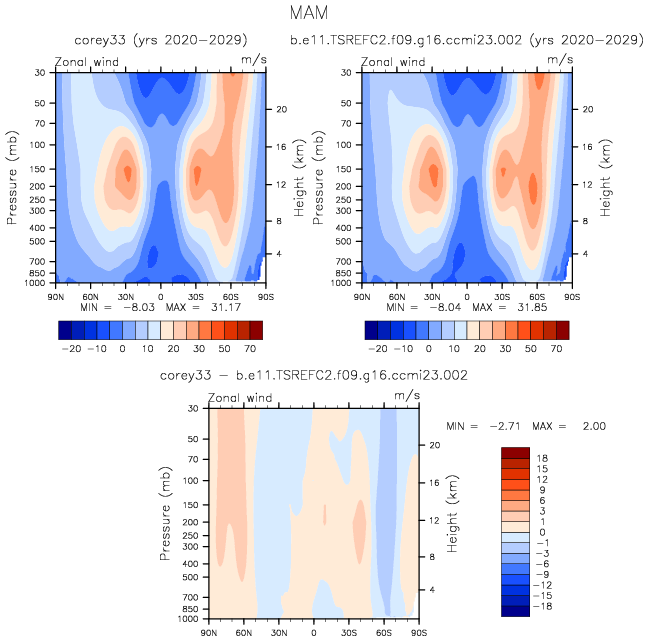 MAM
corey33 (yrs 2020-2029)
b.e11.TSREFC2.f09.g16.ccmi23.002 (yrs 2020-2029)
Zonal wind m/s
Zonal wind m/s
30 50 70 100 150 200 250 300 400 500 700 850 1000
Pressure (mb)
20 16 12 8 4
Height (km)
90N 60N 30N 0 30S 60S 90S
MIN = -8.03 MAX = 31.17
-20 -10 0 10 20 30 50 70
30 50 70 100 150 200 250 300 400 500 700 850 1000
Pressure (mb)
20 16 12 8 4
Height (km)
90N 60N 30N 0 30S 60S 90S
MIN = -8.04 MAX = 31.85
-20 -10 0 10 20 30 50 70
corey33 - b.e11.TSREFC2.f09.g16.ccmi23.002
Zonal wind m/s
30 50 70 100 150 200 250 300 400 500 700 850 1000
Pressure (mb)
20 16 12 8 4
Height (km)
90N 60N 30N 0 30S 60S 90S
MIN = -2.71 MAX = 2.00
18
15
12
9
6
3
1
0
-1
-3
-6
-9
-12
-15
-18